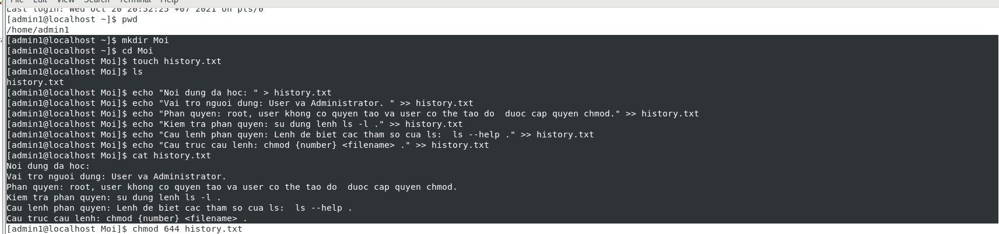 File Edit View Search Terminal Help
Last login: Wed Oct 20 20:52:25 +07 2021 on pts/0
[admin1@localhost ~]$ pwd
/home/admin1
[admin1@localhost ~]$ mkdir Moi
[admin1@localhost ~]$ cd Moi
[admin1@localhost Moi]$ touch history.txt
[admin1@localhost Moi]$ ls
history.txt
[admin1@localhost Moi]$ echo "Noi dung da hoc: " > history.txt
[admin1@localhost Moi]$ echo "Vai tro nguoi dung: User va Administrator. " >> history.txt
[admin1@localhost Moi]$ echo "Phan quyen: root, user khong co quyen tao va user co the tao do  duoc cap quyen chmod." >> history.txt
[admin1@localhost Moi]$ echo "Kiem tra phan quyen: su dung lenh ls -l ." >> history.txt
[admin1@localhost Moi]$ echo "Cau lenh phan quyen: Lenh de biet cac tham so cua ls:  ls --help ." >> history.txt
[admin1@localhost Moi]$ echo "Cau truc cau lenh: chmod {number} <filename> ." >> history.txt
[admin1@localhost Moi]$ cat history.txt
Noi dung da hoc:
Vai tro nguoi dung: User va Administrator.
Phan quyen: root, user khong co quyen tao va user co the tao do  duoc cap quyen chmod.
Kiem tra phan quyen: su dung lenh ls -l .
Cau lenh phan quyen: Lenh de biet cac tham so cua ls:  ls --help .
Cau truc cau lenh: chmod {number} <filename> .
[admin1@localhost Moi]$ chmod 644 history.txt